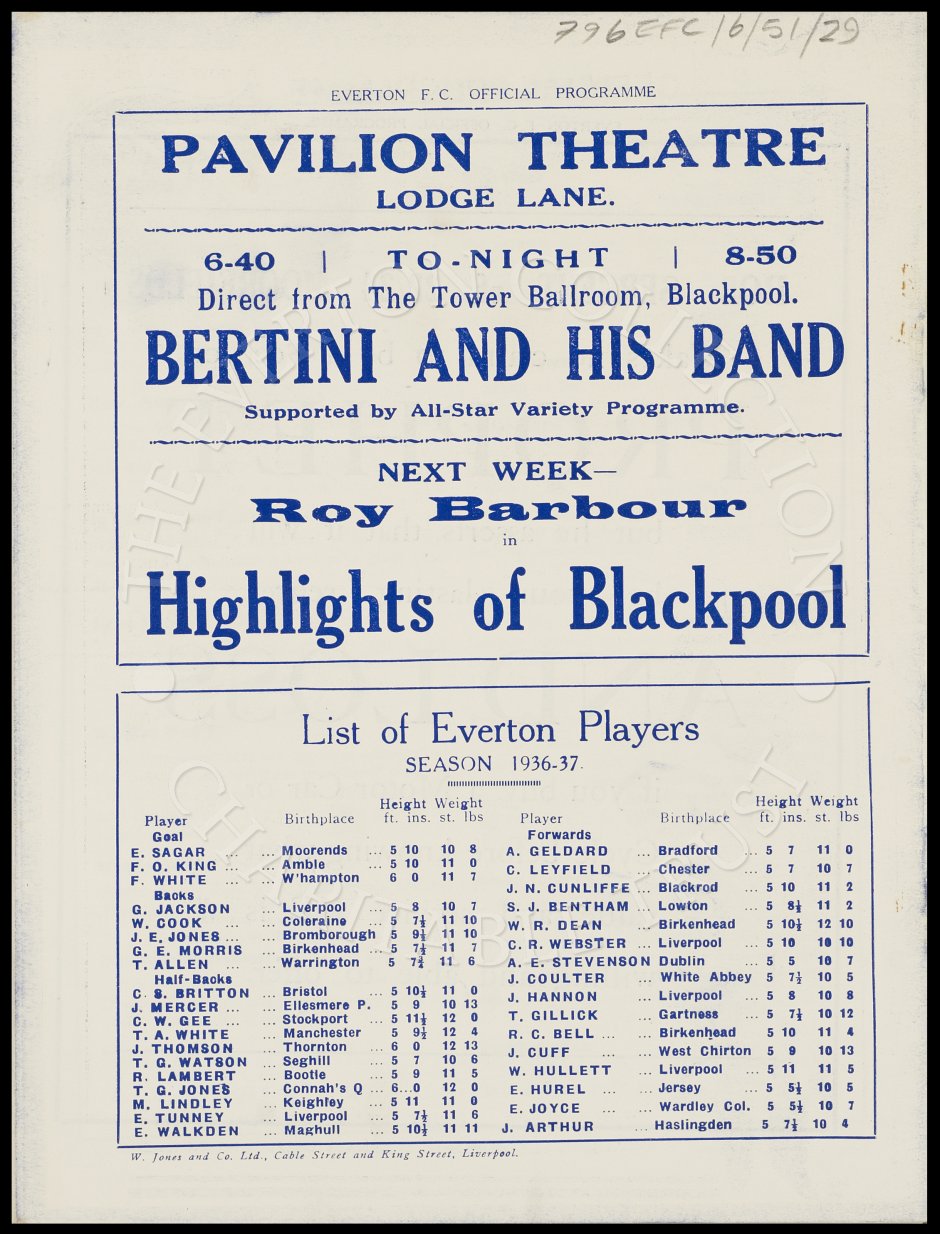 796EFC/6/51/29
EVERTON F.C. OFFICIAL PROGRAMME
PAVILION THEATRE
LODGE LANE.
6-40 | TO-NIGHT | 8-50
Direct from The Tower Ballroom, Blackpool.
BERTINI AND HIS BAND
Supported by All-Star Variety Programme.
NEXT WEEK—
Roy Barbour
in
Highlights of Blackpool
List of Everton Players
SEASON 1936-37.
Height Weight
Player Birthplace ft. ins. st. lbs
Goal
E. SAGAR ... ... Moorends ... 5 10 10 8
F. O. KING ... ... Amble ... 5 10 11 0
F. WHITE ... ... W'hampton ... 6 0 11 7
Backs
G. JACKSON ... Liverpool ... 5 8 10 7
W. COOK ... ... Coleraine ... 5 7½ 11 10
J. E. JONES ... ... Bromborough 5 9½ 11 10
G. E. MORRIS ... Birkenhead ... 5 7½ 11 7
T. ALLEN ... ... Warrington ... 5 7¾ 11 6
Half-Backs
C. S. BRITTON ... Bristol ... 5 10½ 11 0
J. MERCER ... ... Ellesmere P. 5 9 10 13
C. W. GEE ... ... Stockport ... 5 11½ 12 0
T. A. WHITE ... Manchester ... 5 9½ 12 4
J. THOMSON ... Thornton ... 6 0 12 13
T. G. WATSON ... Seghill ... 5 7 10 6
R. LAMBERT ... Bootle ... 5 9 11 5
T. G. JONES ... Connah's Q ... 6...0 12 0
M. LINDLEY ... Keighley ... 5 11 11 0
E. TUNNEY ... Liverpool ... 5 7½ 11 6
E. WALKDEN ... Maghull ... 5 10½ 11 11
Height Weight
Player Birthplace ft. ins. st. lbs
Forwards
A. GELDARD ... Bradford ... 5 7 11 0
C. LEYFIELD ... Chester ... 5 7 10 7
J. N. CUNLIFFE ... Blackrod ... 5 10 11 2
S. J. BENTHAM ... Lowton ... 5 8½ 11 2
W. R. DEAN ... Birkenhead 5 10½ 12 10
C. R. WEBSTER ... Liverpool ... 5 10 10 10
A. E. STEVENSON Dublin ... 5 5 10 7
J. COULTER ... White Abbey 5 7½ 10 5
J. HANNON ... Liverpool ... 5 8 10 8
T. GILLICK ... Gartness ... 5 7½ 10 12
R. C. BELL ... ... Birkenhead 5 10 11 4
J. CUFF ... ... West Chirton 5 9 10 13
W. HULLETT ... Liverpool ... 5 11 11 5
E. HUREL ... ... Jersey ... 5 5½ 10 5
E. JOYCE ... ... Wardley Col. 5 5½ 10 7
J. ARTHUR ... Haslingden 5 7½ 10 4
W. Jones and Co. Ltd., Cable Street and King Street, Liverpool.
THE EVERTON COLLECTION
CHARITABLE TRUST